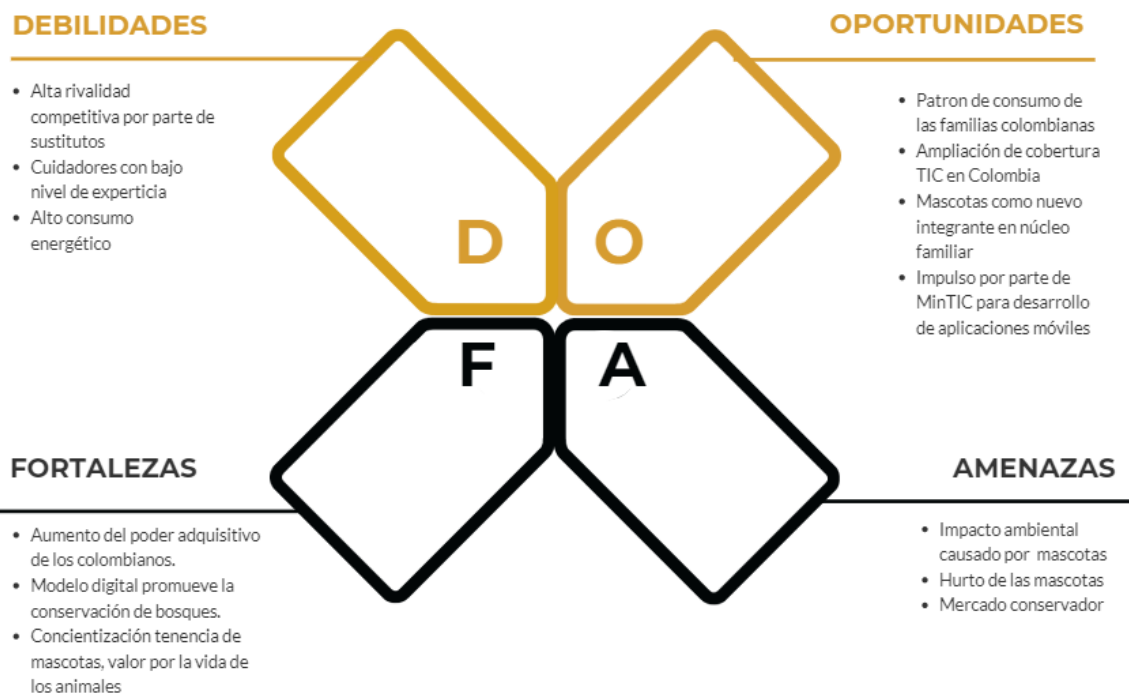 DEBILIDADES
• Alta rivalidad
competitiva por parte de
sustitutos
• Cuidadores con bajo
nivel de experticia
• Alto consumo
energético
OPORTUNIDADES
• Patron de consumo de
las familias colombianas
• Ampliación de cobertura
TIC en Colombia
• Mascotas como nuevo
integrante en núcleo
familiar
• Impulso por parte de
MinTIC para desarrollo
de aplicaciones móviles
D
O
F
A
FORTALEZAS
• Aumento del poder adquisitivo
de los colombianos.
• Modelo digital promueve la
conservación de bosques.
• Concientización tenencia de
mascotas, valor por la vida de
los animales
AMENAZAS
• Impacto ambiental
causado por mascotas
• Hurto de las mascotas
• Mercado conservador